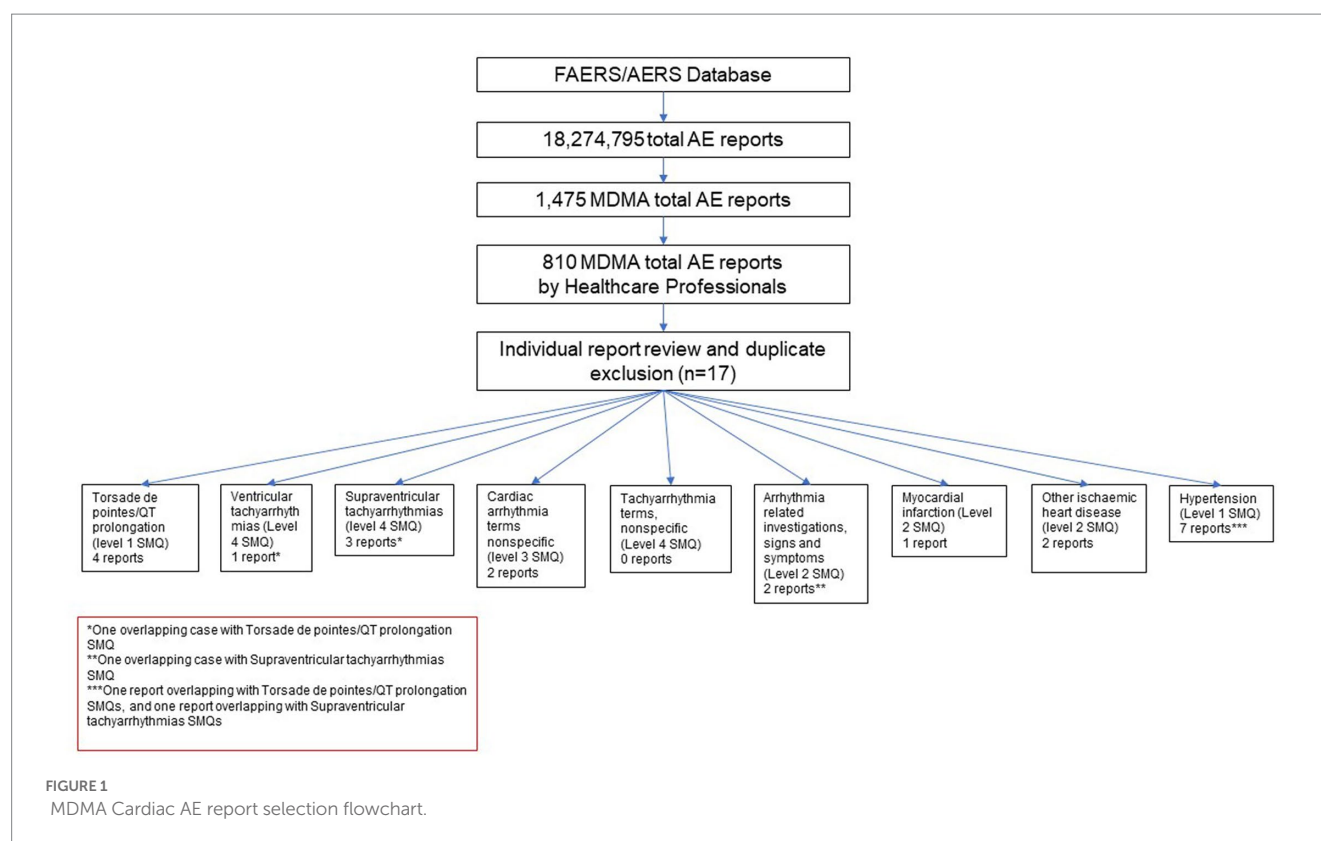 FAERS/AERS Database
18,274,795 total AE reports
1,475 MDMA total AE reports
810 MDMA total AE reports
by Healthcare Professionals
Individual report review and duplicate
exclusion (n=17)
Torsade de
pointes/QT
prolongation
(level 1 SMQ)
4 reports
Ventricular
tachyarrhyth
mias (Level
4 SMQ)
1 report*
Supraventricular
tachyarrhythmias
(level 4 SMQ)
3 reports*
Cardiac
arrhythmia
terms
nonspecific
(level 3 SMQ)
2 reports
Tachyarrhythmia
terms,
nonspecific
(Level 4 SMQ)
0 reports
Arrhythmia
related
investigations,
signs and
symptoms
(Level 2 SMQ)
2 reports**
Myocardial
infarction (Level
2 SMQ)
1 report
Other ischaemic
heart disease
(level 2 SMQ)
2 reports
Hypertension
(Level 1 SMQ)
7 reports***
*One overlapping case with Torsade de pointes/QT prolongation
SMQ
**One overlapping case with Supraventricular tachyarrhythmias
SMQ
***One report overlapping with Torsade de pointes/QT prolongation
SMQs, and one report overlapping with Supraventricular
tachyarrhythmias SMQs
FIGURE 1
MDMA Cardiac AE report selection flowchart.